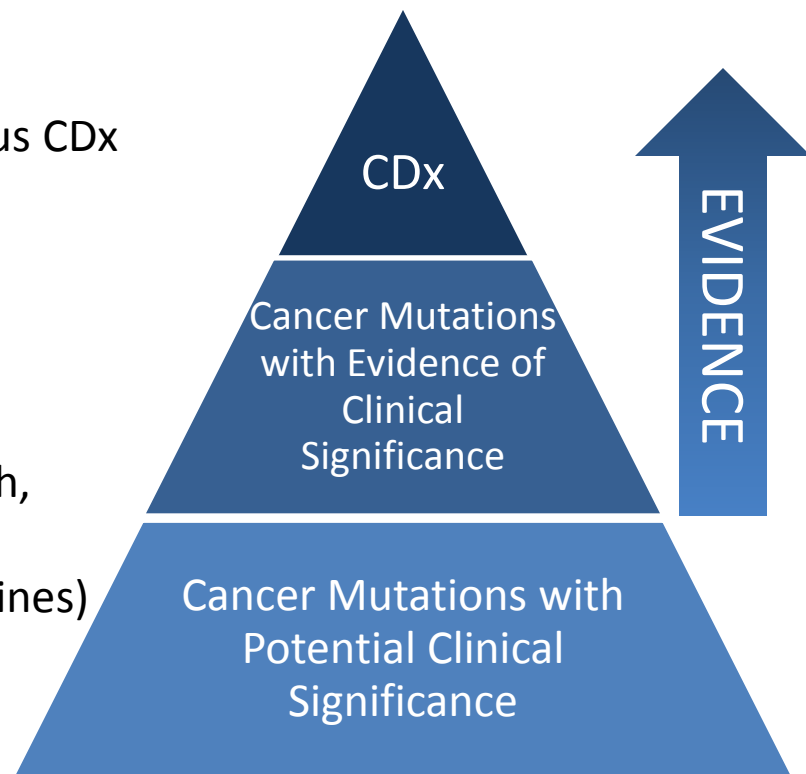 us CDx
CDx
EVIDENCE
Cancer Mutations
with Evidence of
Clinical
Significance
h,
ines)
Cancer Mutations with
Potential Clinical
Significance